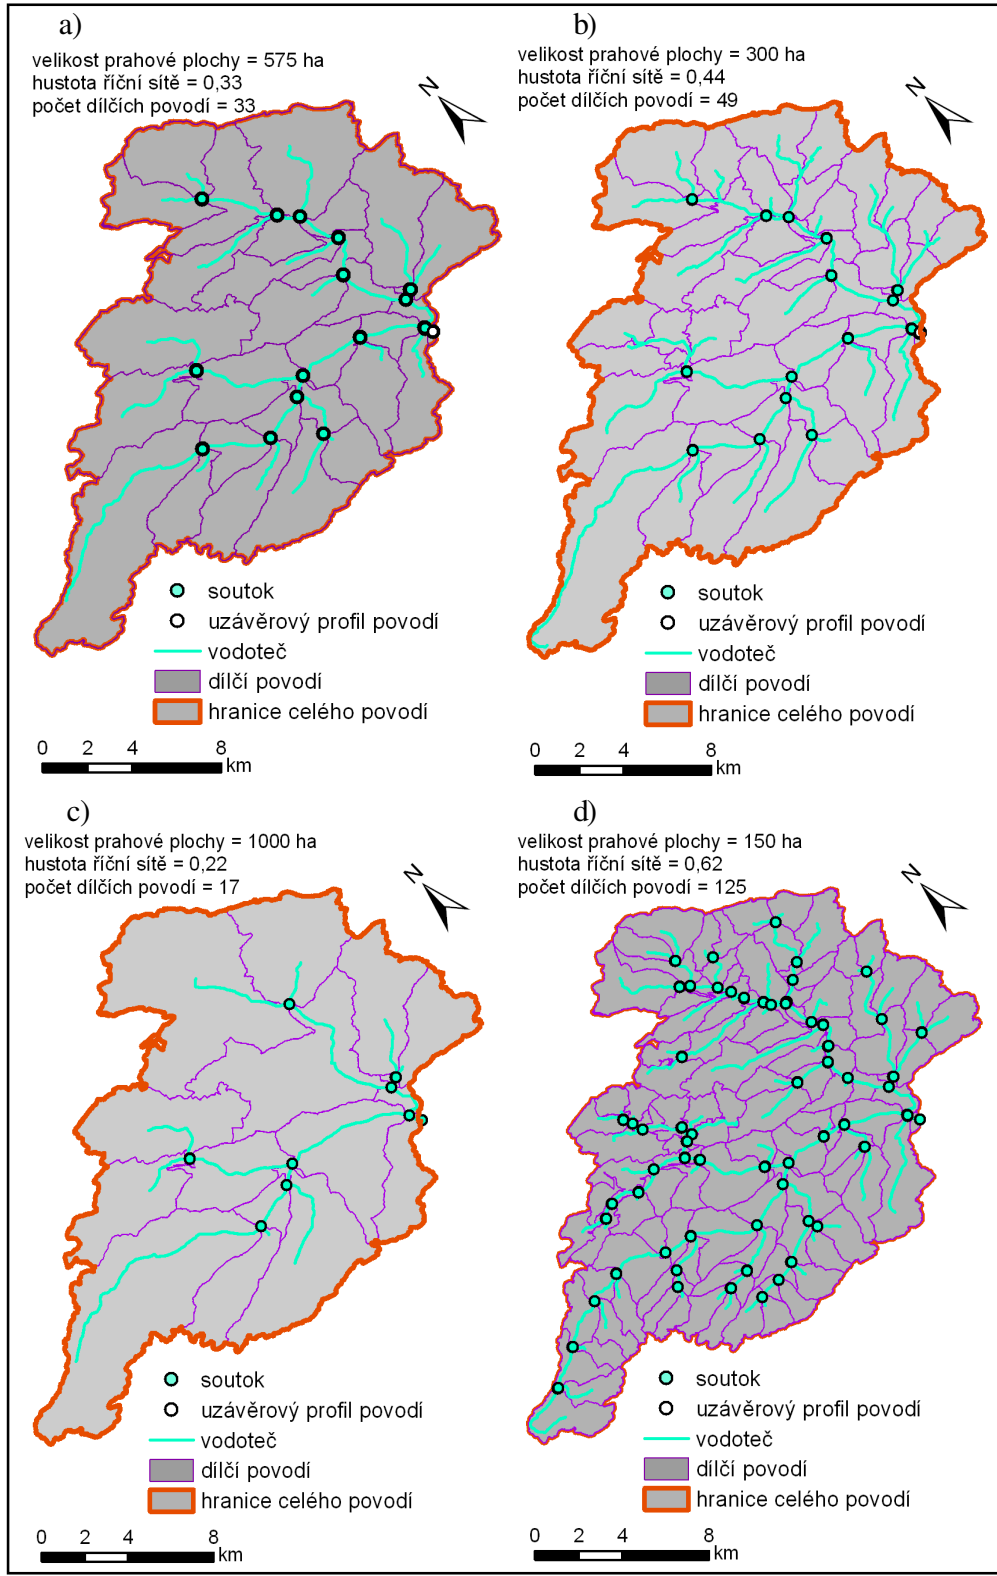 a)
velikost prahové plochy = 575 ha
hustota říční sítě = 0,33
počet dílčích povodí = 33
N
soutok
uzávěrový profil povodí
vodoteč
dílčí povodí
hranice celého povodí
0 2 4 8
km
b)
velikost prahové plochy = 300 ha
hustota říční sítě = 0,44
počet dílčích povodí = 49
N
soutok
uzávěrový profil povodí
vodoteč
dílčí povodí
hranice celého povodí
0 2 4 8
km
c)
velikost prahové plochy = 1000 ha
hustota říční sítě = 0,22
počet dílčích povodí = 17
N
soutok
uzávěrový profil povodí
vodoteč
dílčí povodí
hranice celého povodí
0 2 4 8
km
d)
velikost prahové plochy = 150 ha
hustota říční sítě = 0,62
počet dílčích povodí = 125
N
soutok
uzávěrový profil povodí
vodoteč
dílčí povodí
hranice celého povodí
0 2 4 8
km